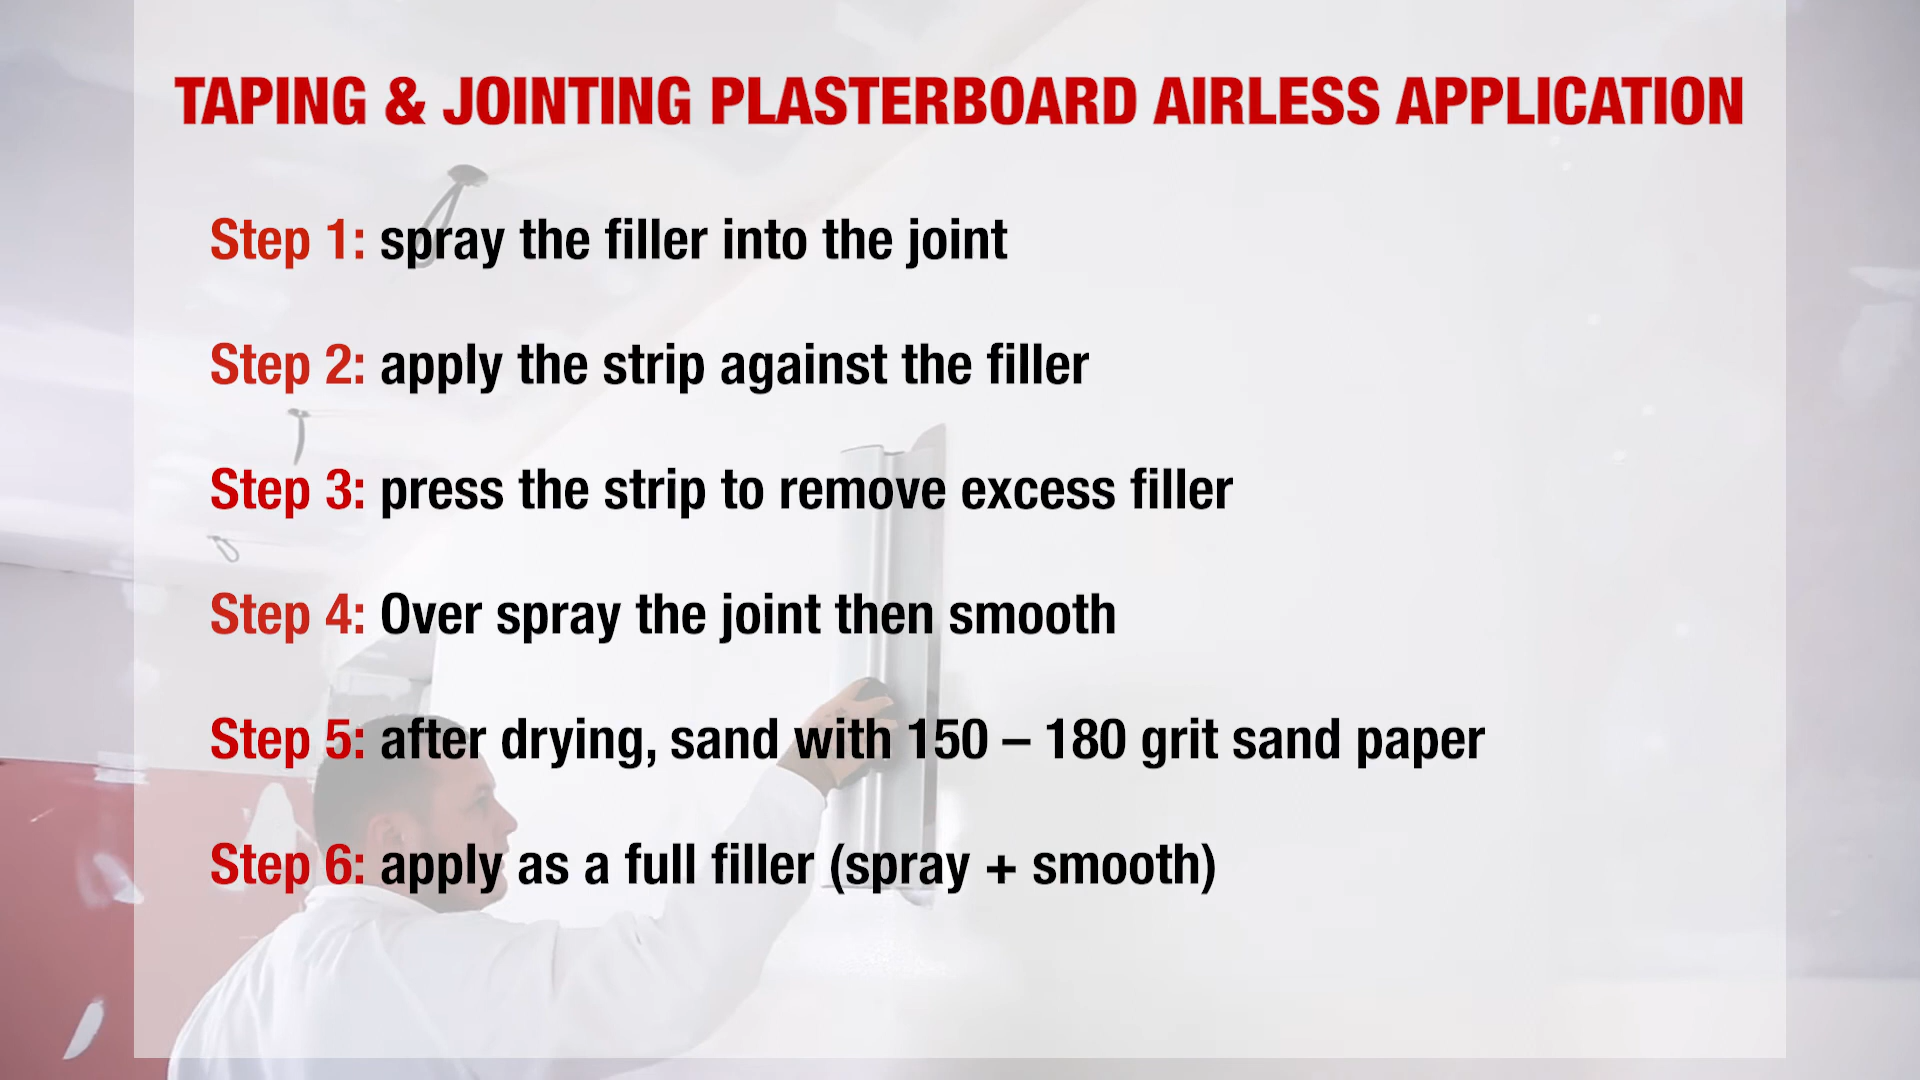 TAPING & JOINTING PLASTERBOARD AIRLESS APPLICATION
Step 1: spray the filler into the joint
Step 2: apply the strip against the filler
Step 3: press the strip to remove excess filler
Step 4: Over spray the joint then smooth
Step 5: after drying, sand with 150 – 180 grit sand paper
Step 6: apply as a full filler (spray + smooth)